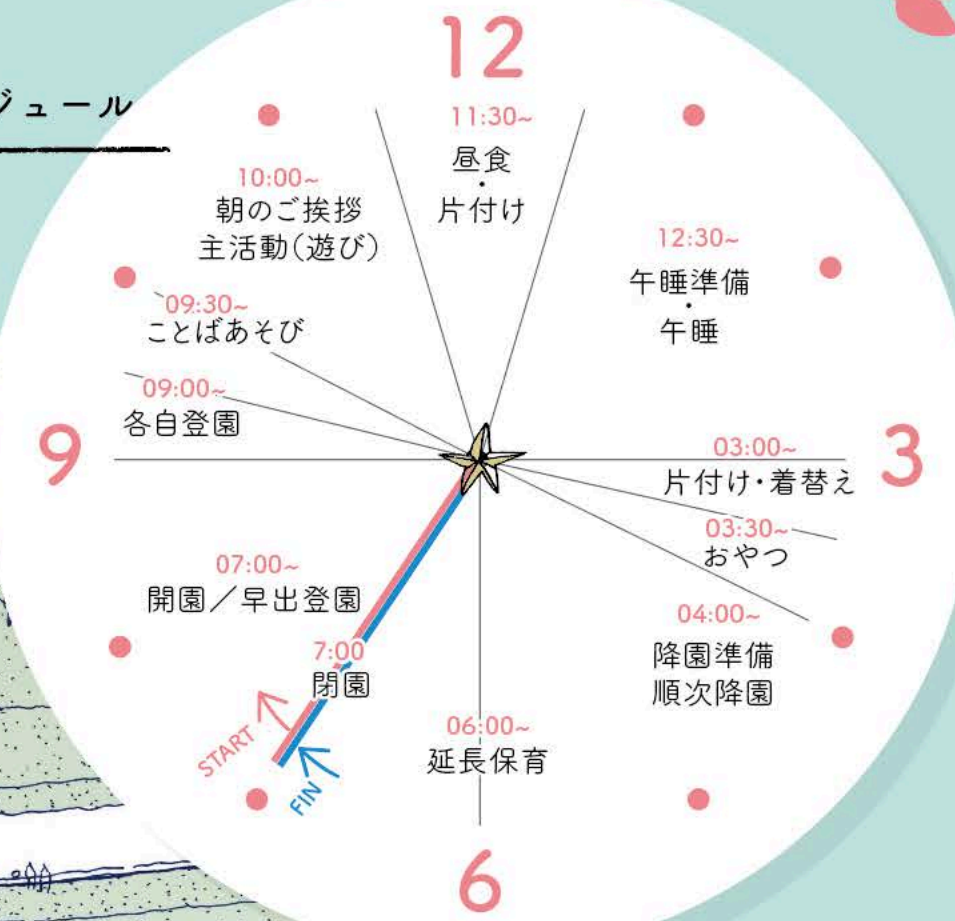 ジュール
12
11:30~
昼食
・
片付け
10:00~
朝のご挨拶
主活動(遊び)
12:30~
午睡準備
・
午睡
09:30~
ことばあそび
09:00~
各自登園
9
3
03:00~
片付け・着替え
03:30~
おやつ
07:00~
開園/早出登園
04:00~
降園準備
順次降園
7:00
閉園
START
FIN
06:00~
延長保育
6